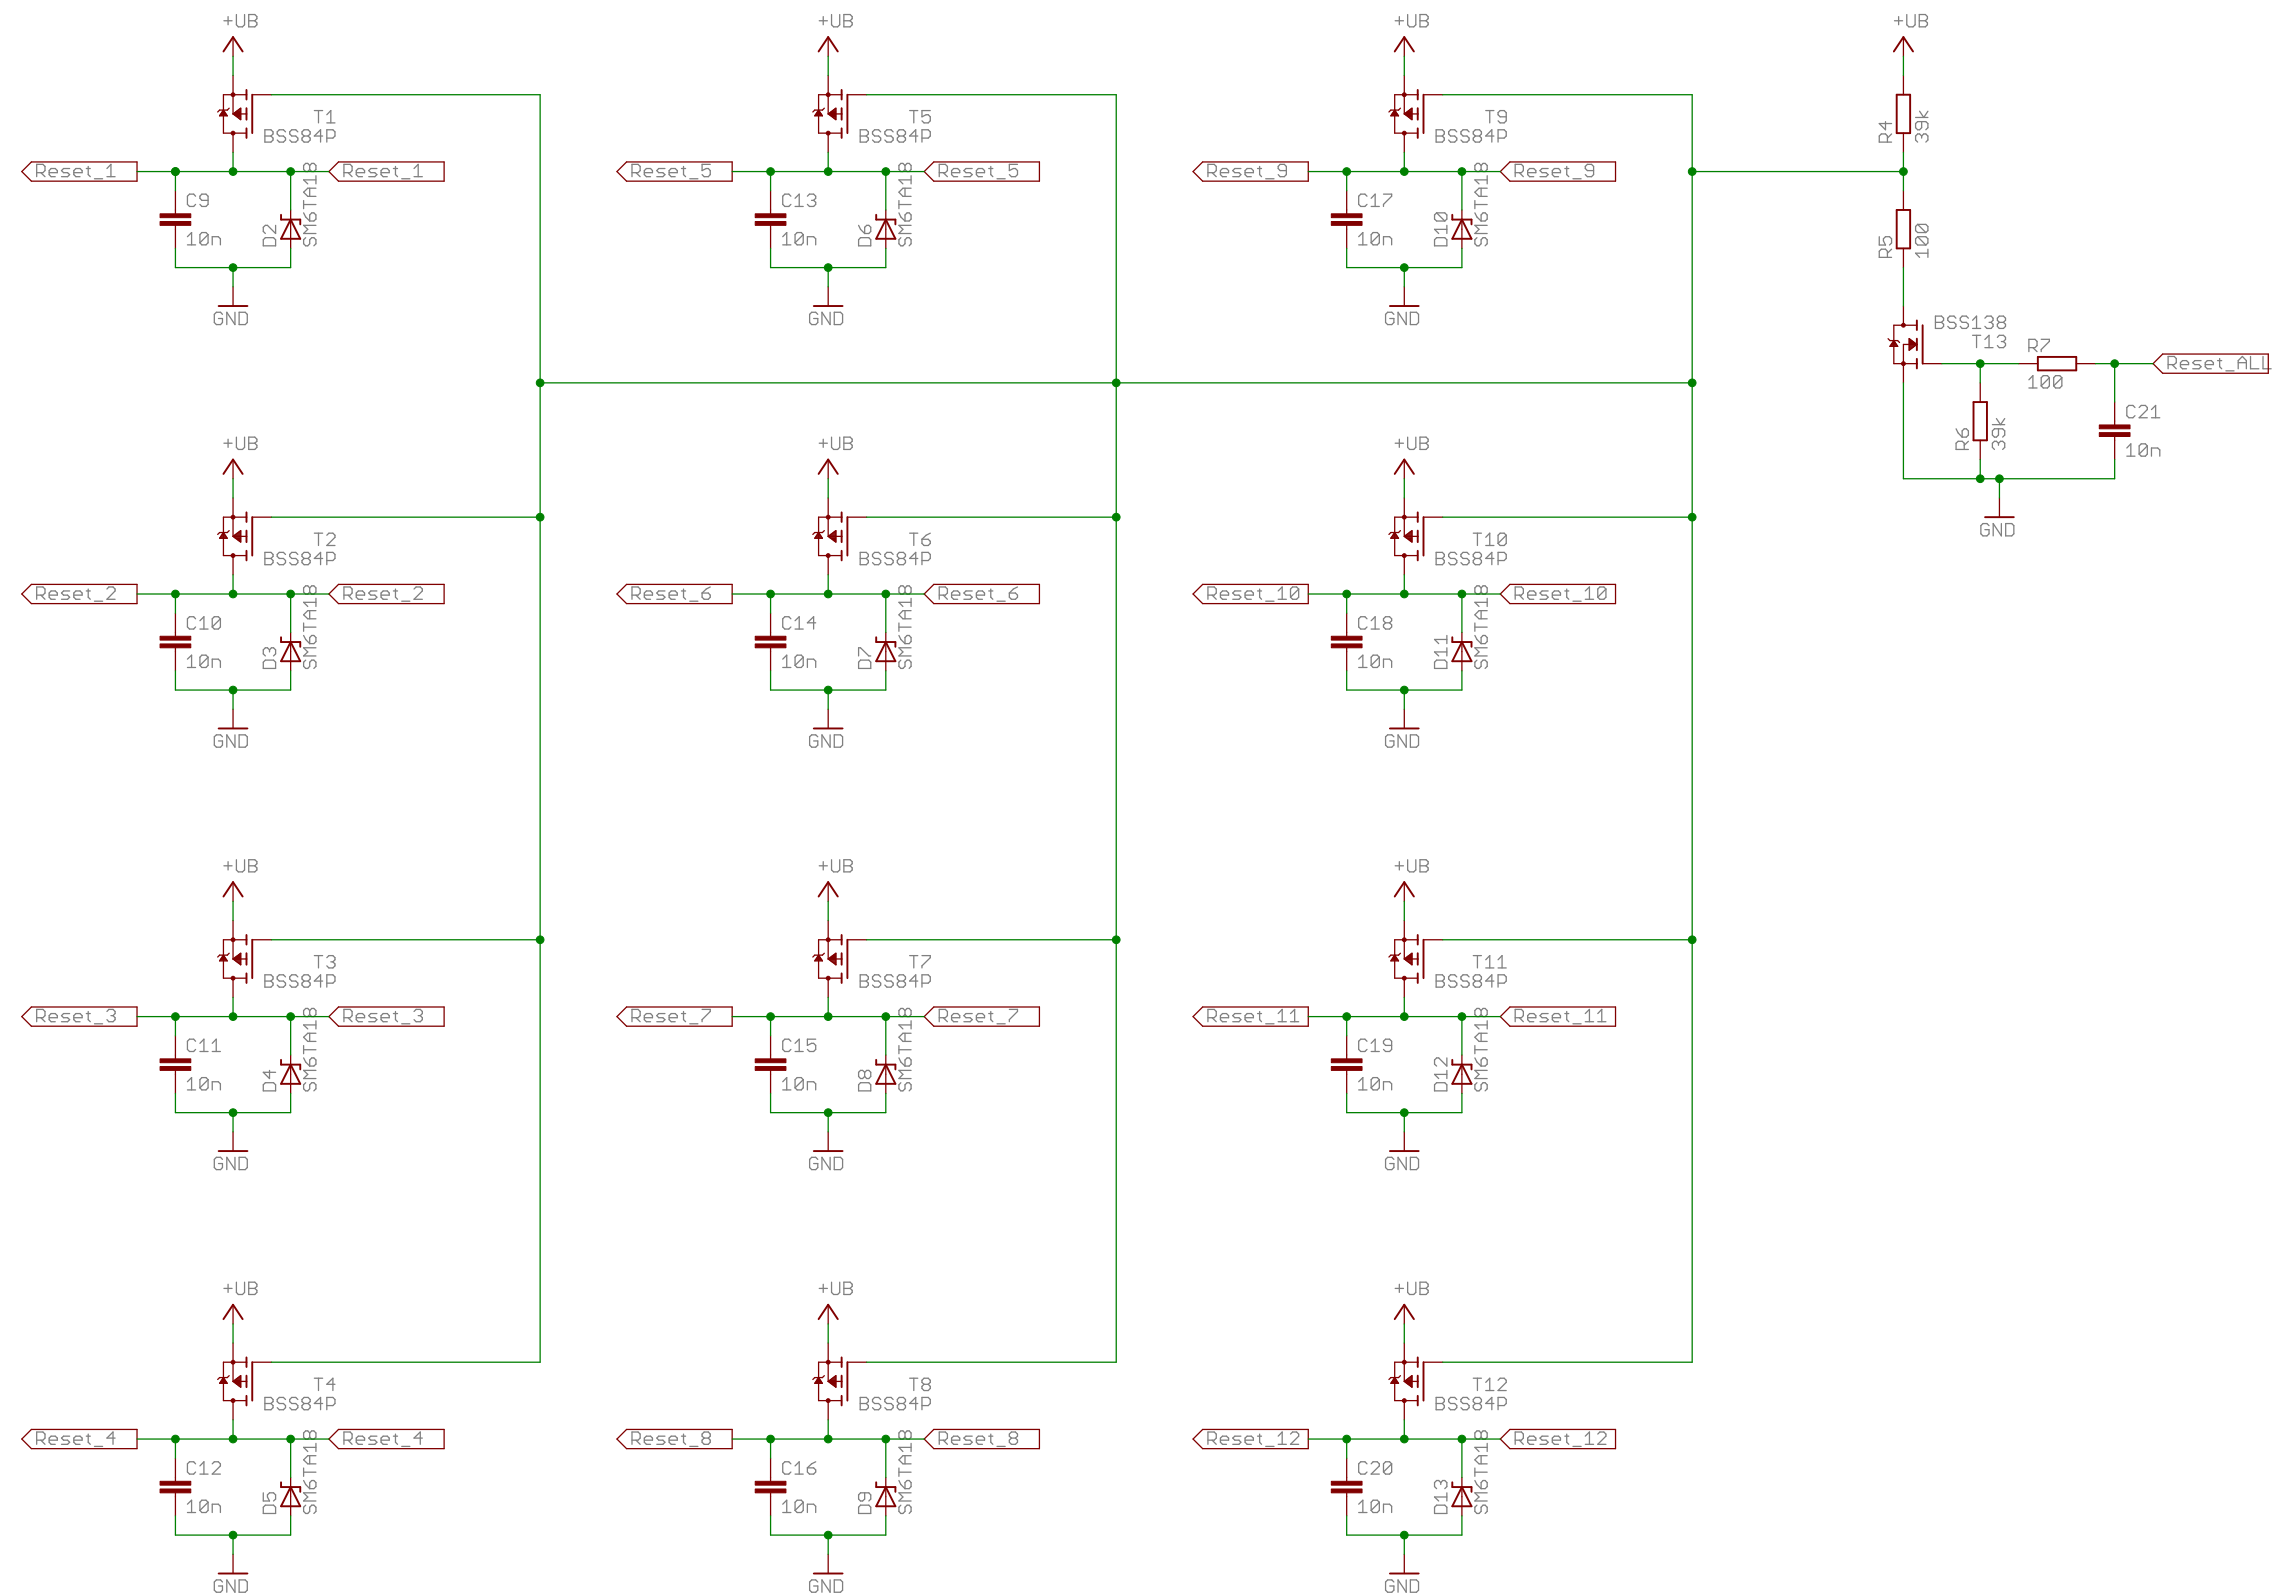 +UB
T1
BSS84P
Reset_1
Reset_1
C9
10n
D2
SM6TA18
GND
+UB
T5
BSS84P
Reset_5
Reset_5
C13
10n
D6
SM6TA18
GND
+UB
T9
BSS84P
Reset_9
Reset_9
C17
10n
D10
SM6TA18
GND
+UB
R4
39k
R5
100
BSS138
T13
R7
100
Reset_ALL
R6
39k
C21
10n
GND
+UB
T2
BSS84P
Reset_2
Reset_2
C10
10n
D3
SM6TA18
GND
+UB
T6
BSS84P
Reset_6
Reset_6
C14
10n
D7
SM6TA18
GND
+UB
T10
BSS84P
Reset_10
Reset_10
C18
10n
D11
SM6TA18
GND
+UB
T3
BSS84P
Reset_3
Reset_3
C11
10n
D4
SM6TA18
GND
+UB
T7
BSS84P
Reset_7
Reset_7
C15
10n
D8
SM6TA18
GND
+UB
T11
BSS84P
Reset_11
Reset_11
C19
10n
D12
SM6TA18
GND
+UB
T4
BSS84P
Reset_4
Reset_4
C12
10n
D5
SM6TA18
GND
+UB
T8
BSS84P
Reset_8
Reset_8
C16
10n
D9
SM6TA18
GND
+UB
T12
BSS84P
Reset_12
Reset_12
C20
10n
D13
SM6TA18
GND